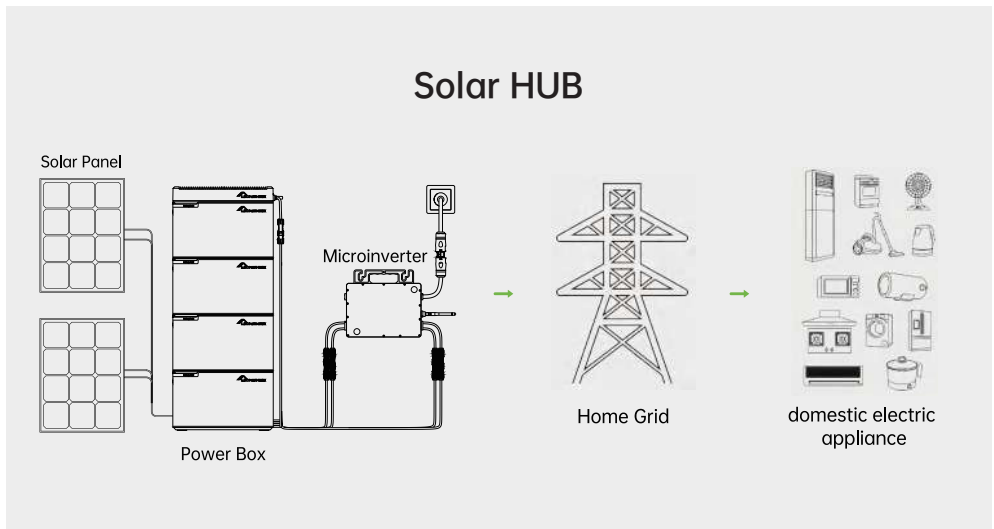 Solar HUB
Solar Panel
Microinverter
Power Box
Home Grid
domestic electric
appliance